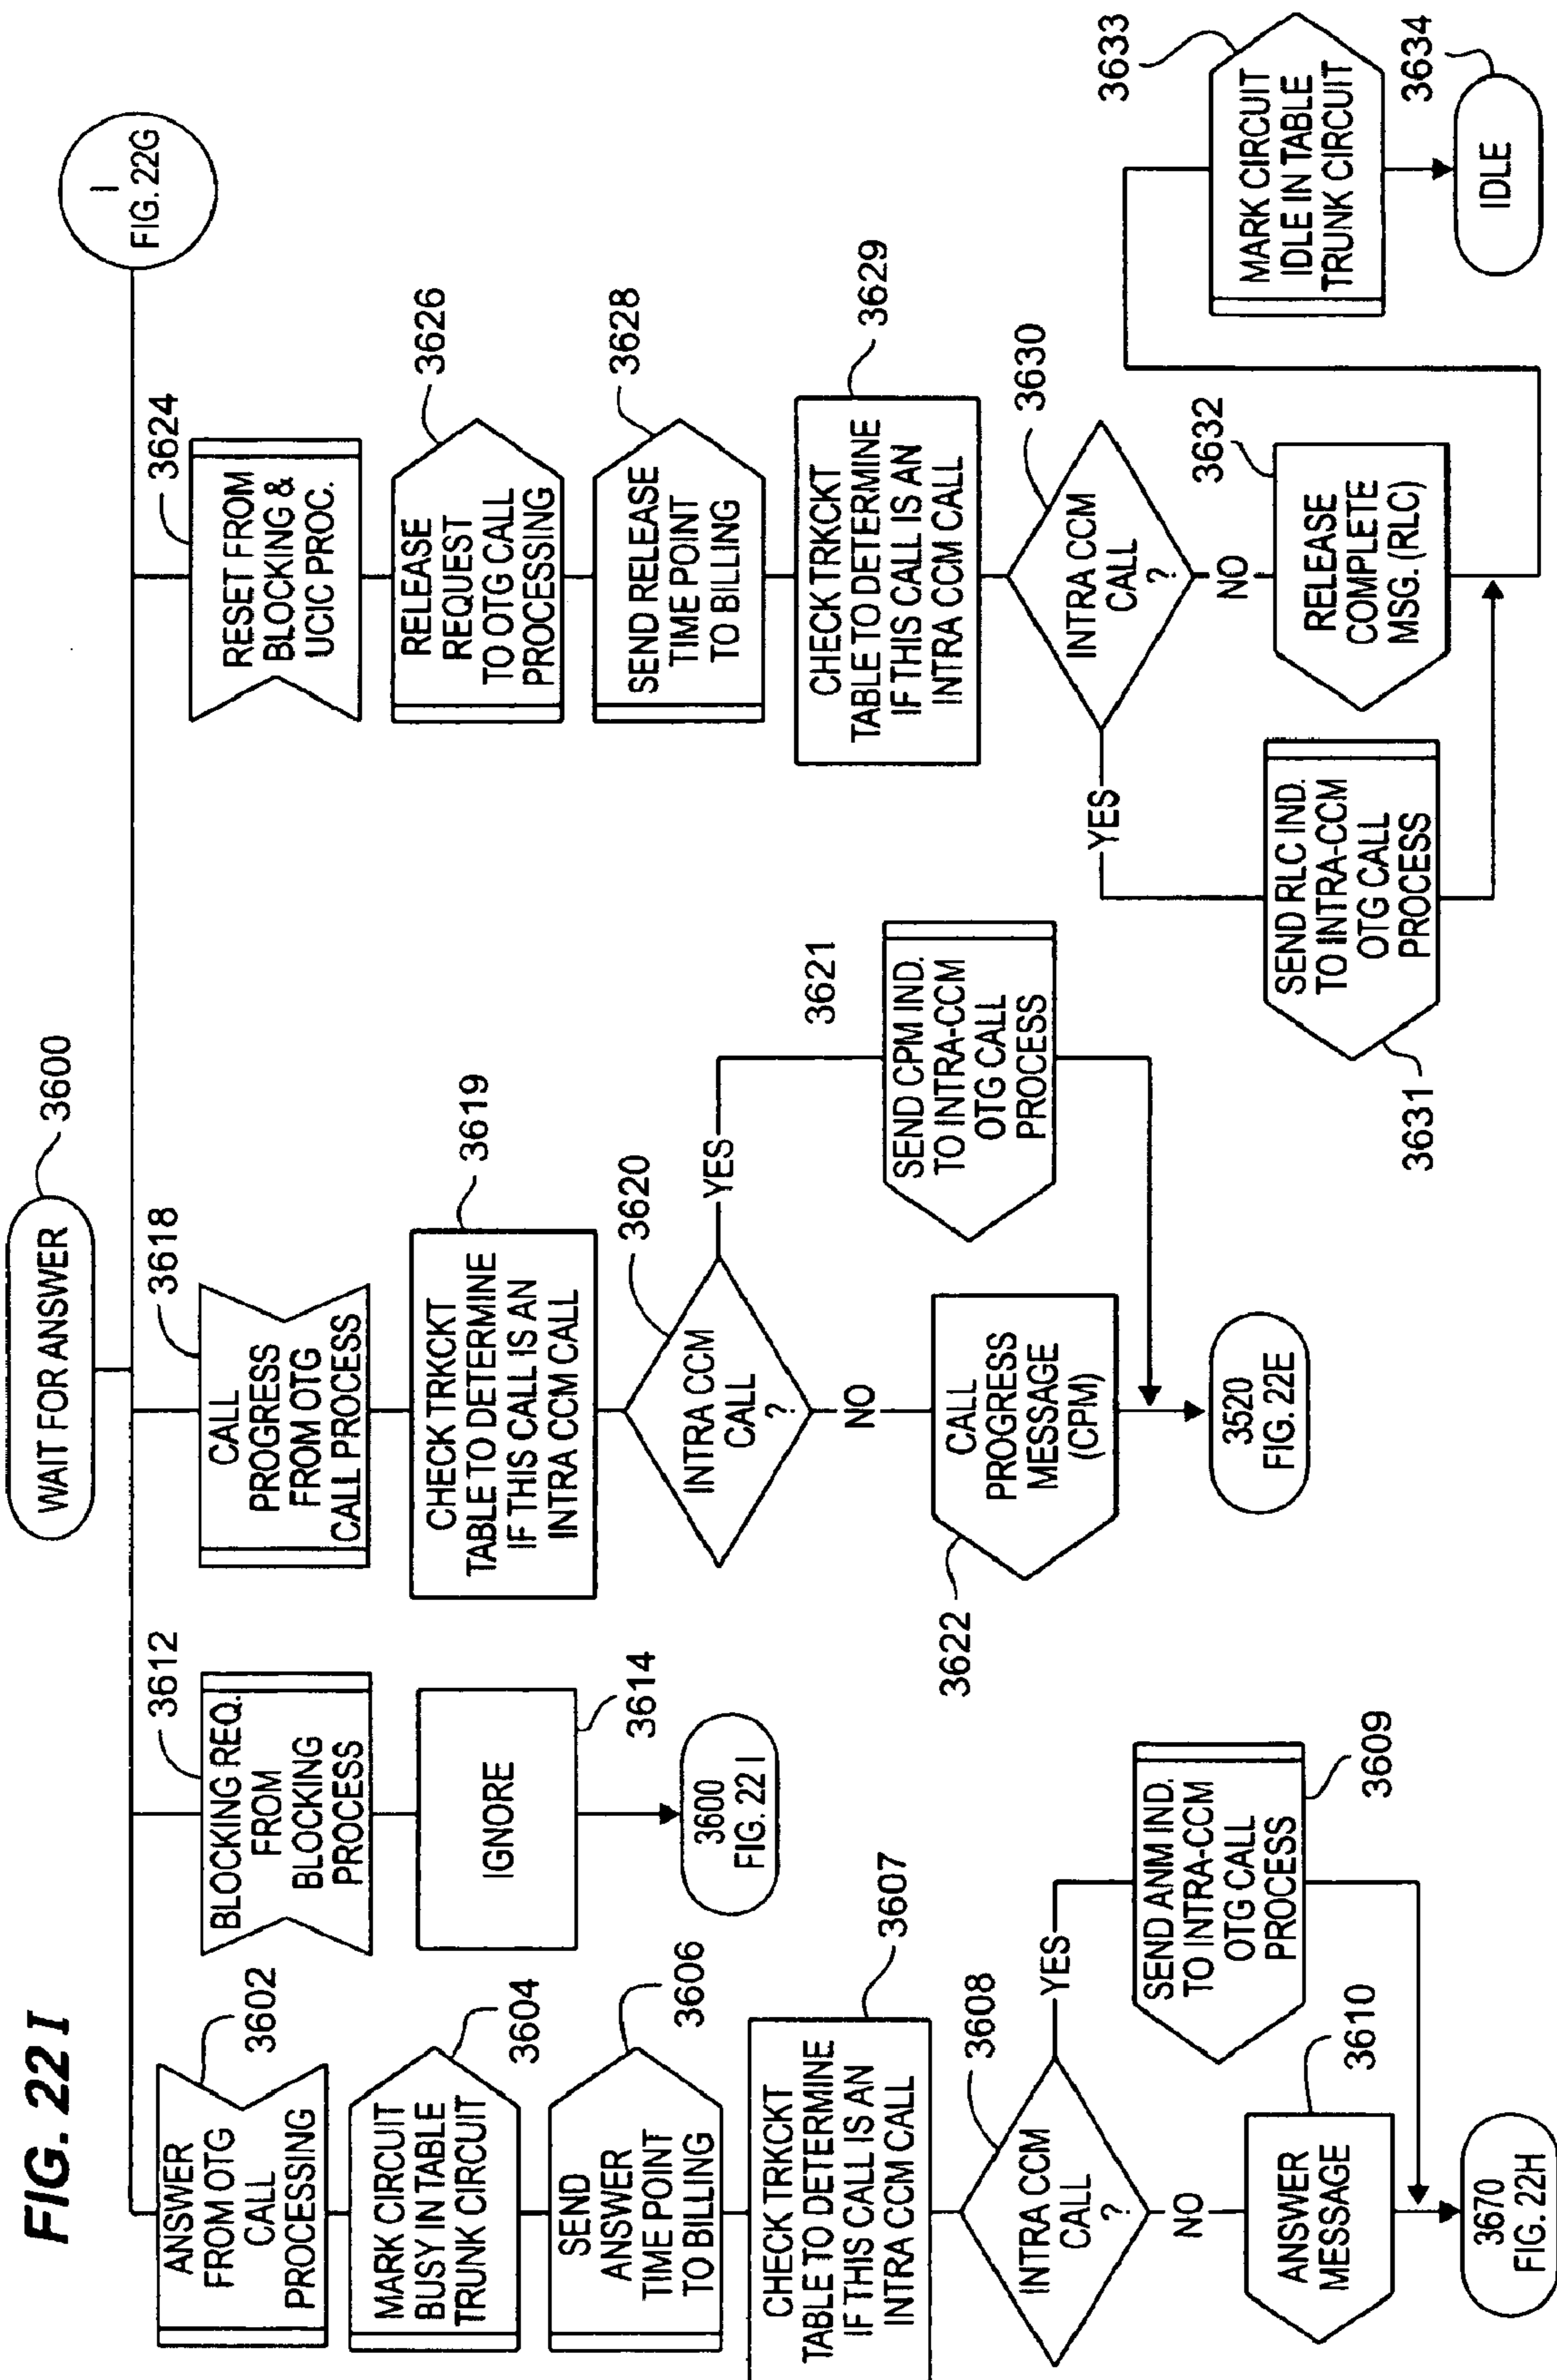 FIG. 22 I
WAIT FOR ANSWER
3600
I
FIG. 22G
ANSWER
FROM OTG
CALL
PROCESSING
3602
MARK CIRCUIT
BUSY IN TABLE
TRUNK CIRCUIT
3604
SEND
ANSWER
TIME POINT
TO BILLING
3606
CHECK TRKCKT
TABLE TO DETERMINE
IF THIS CALL IS AN
INTRA CCM CALL
3607
INTRA CCM
CALL
?
3608
YES
NO
SEND ANM IND.
TO INTRA-CCM
OTG CALL
PROCESS
3609
ANSWER
MESSAGE
3610
3670
FIG. 22H
BLOCKING REQ.
FROM
BLOCKING
PROCESS
3612
IGNORE
3614
3600
FIG. 22 I
CALL
PROGRESS
FROM OTG
CALL PROCESS
3618
CHECK TRKCKT
TABLE TO DETERMINE
IF THIS CALL IS AN
INTRA CCM CALL
3619
INTRA CCM
CALL
?
3620
YES
NO
SEND CPM IND.
TO INTRA-CCM
OTG CALL
PROCESS
3621
CALL
PROGRESS
MESSAGE
(CPM)
3622
3520
FIG. 22E
RESET FROM
BLOCKING &
UCIC PROC.
3624
RELEASE
REQUEST
TO OTG CALL
PROCESSING
3626
SEND RELEASE
TIME POINT
TO BILLING
3628
CHECK TRKCKT
TABLE TO DETERMINE
IF THIS CALL IS AN
INTRA CCM CALL
3629
INTRA CCM
CALL
?
3630
YES
NO
SEND RLC IND.
TO INTRA-CCM
OTG CALL
PROCESS
3631
RELEASE
COMPLETE
MSG. (RLC)
3632
MARK CIRCUIT
IDLE IN TABLE
TRUNK CIRCUIT
3633
IDLE
3634